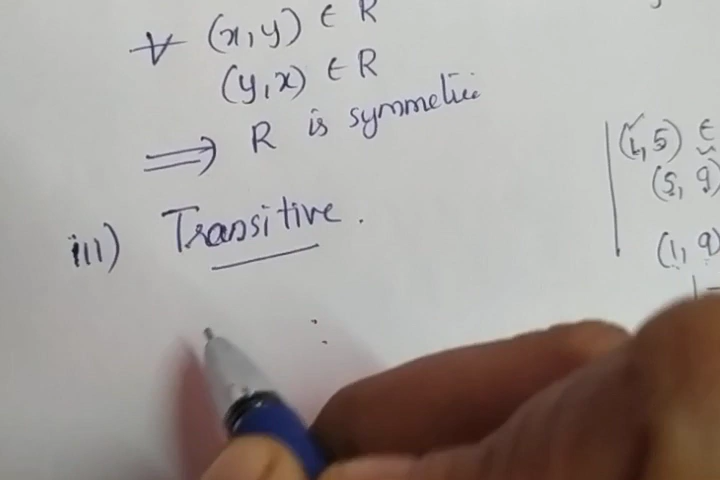 ∀ (x,y) ∈ R
(y,x) ∈ R
⟹ R is symmetric
iii) Transitive.
(1,5) ∈
(5, 9)
(1, 9)